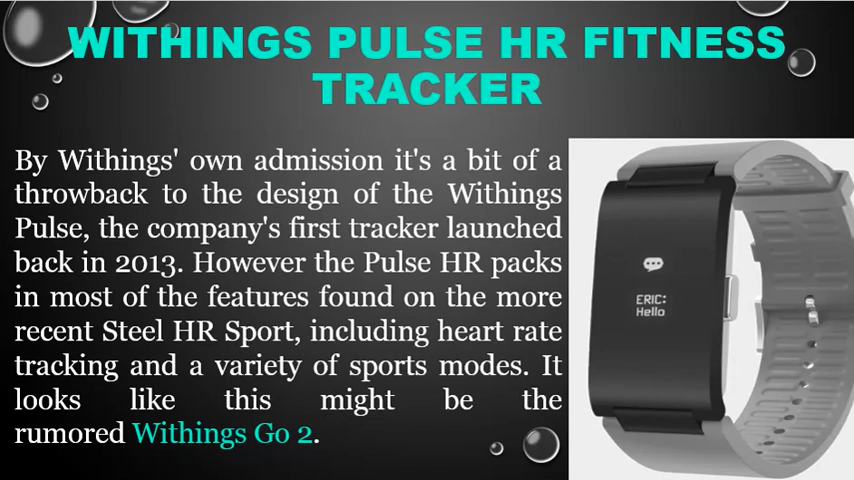 WITHINGS PULSE HR FITNESS
TRACKER
By Withings' own admission it's a bit of a
throwback to the design of the Withings
Pulse, the company's first tracker launched
back in 2013. However the Pulse HR packs
in most of the features found on the more
recent Steel HR Sport, including heart rate
tracking and a variety of sports modes. It
looks like this might be the
rumored Withings Go 2.
ERIC:
Hello